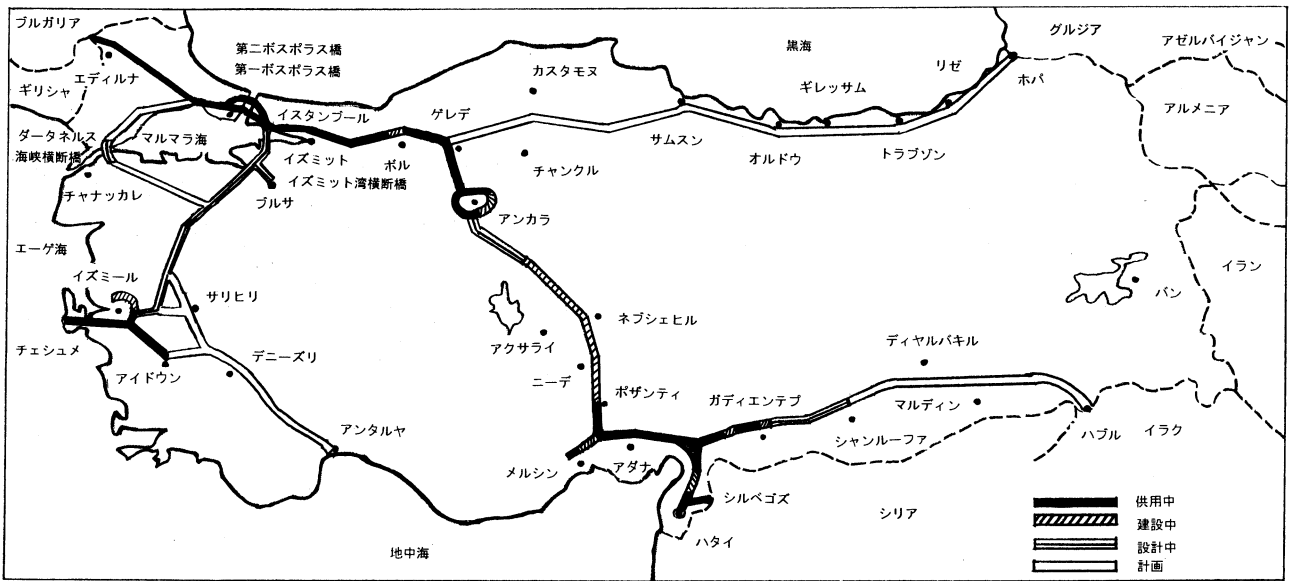 ブルガリア
グルジア
黒海
アゼルバイジャン
第二ボスポラス橋
第一ボスポラス橋
エディルナ
カスタモヌ
リゼ
ホパ
ギリシャ
ギレッサム
アルメニア
イスタンブール
ゲレデ
ダータネルス
海峡横断橋
マルマラ海
サムスン
オルドウ
トラブゾン
イズミット
ボル
チャンクル
イズミット湾横断橋
チャナッカレ
ブルサ
アンカラ
エーゲ海
イズミール
サリヒリ
イラン
バン
ネブシェヒル
チェシュメ
アクサライ
ディヤルバキル
デニーズリ
ニーデ
アイドウン
ポザンティ
ガディエンテプ
マルディン
アンタルヤ
シャンルーファ
ハブル
イラク
メルシン
アダナ
シルベゴズ
シリア
ハタイ
地中海
供用中
建設中
設計中
計画